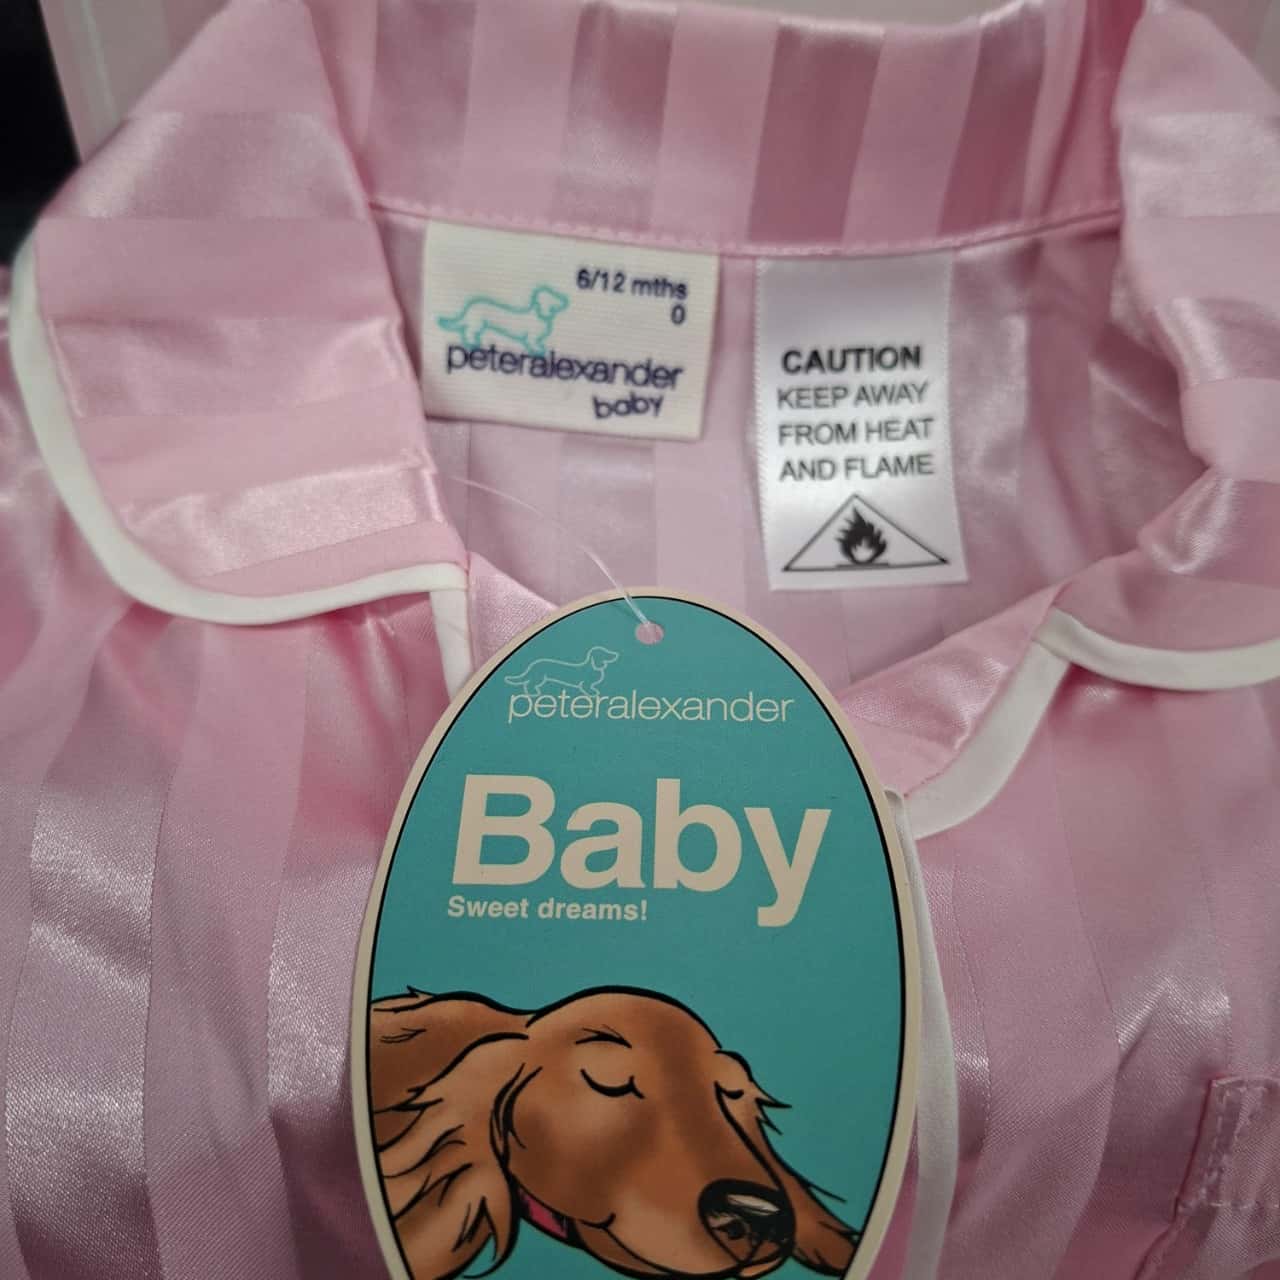 6/12 mths
0
peteralexander
baby
CAUTION
KEEP AWAY
FROM HEAT
AND FLAME
peteralexander
Baby
Sweet dreams!